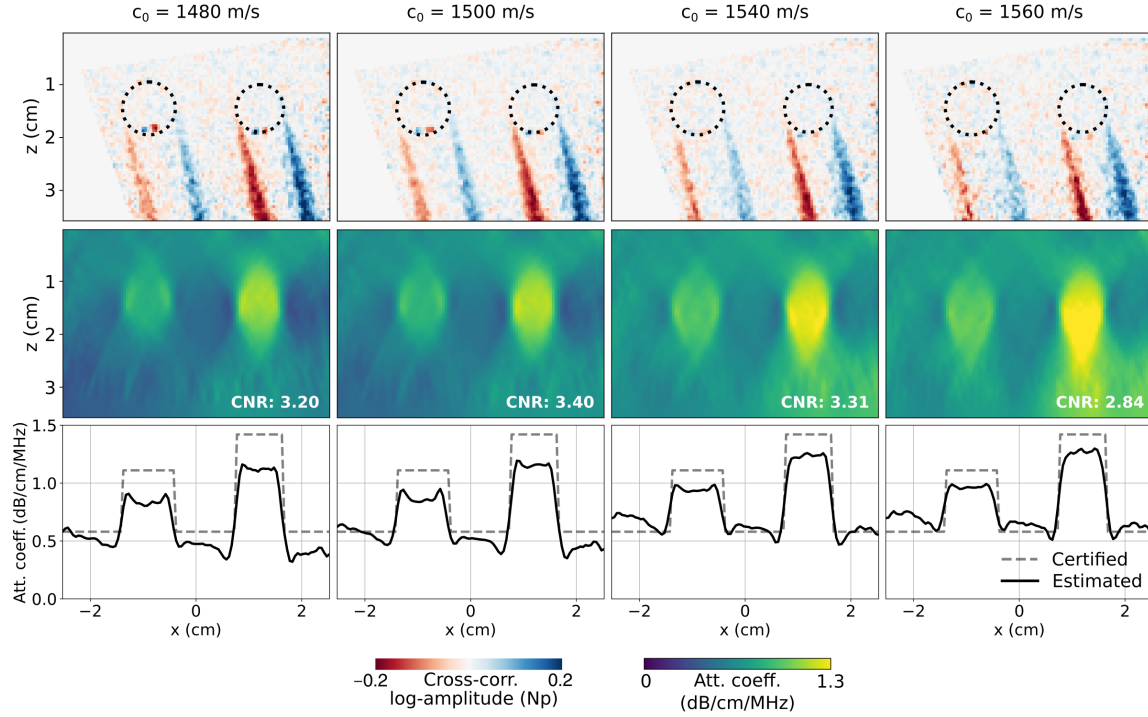 c₀ = 1480 m/s
c₀ = 1500 m/s
c₀ = 1540 m/s
c₀ = 1560 m/s
z (cm)
1
2
3
z (cm)
1
2
3
CNR: 3.20
CNR: 3.40
CNR: 3.31
CNR: 2.84
Att. coeff. (dB/cm/MHz)
1.5
1.0
0.5
0.0
Certified
Estimated
−2 0 2
−2 0 2
−2 0 2
−2 0 2
x (cm)
x (cm)
x (cm)
x (cm)
−0.2 Cross-corr. 0.2
log-amplitude (Np)
0 Att. coeff. 1.3
(dB/cm/MHz)